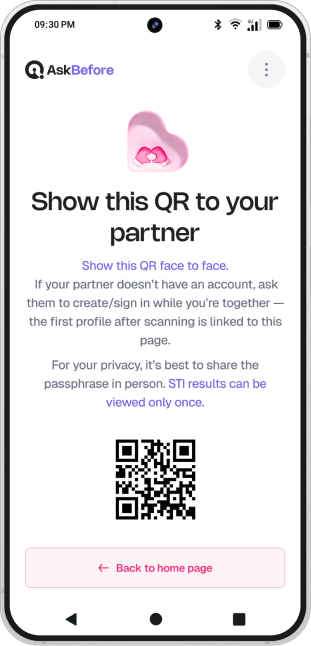 09:30 PM
5G
AskBefore
Show this QR to your
partner
Show this QR face to face.
If your partner doesn’t have an account, ask
them to create/sign in while you’re together —
the first profile after scanning is linked to this
page.
For your privacy, it’s best to share the
passphrase in person. STI results can be
viewed only once.
← Back to home page